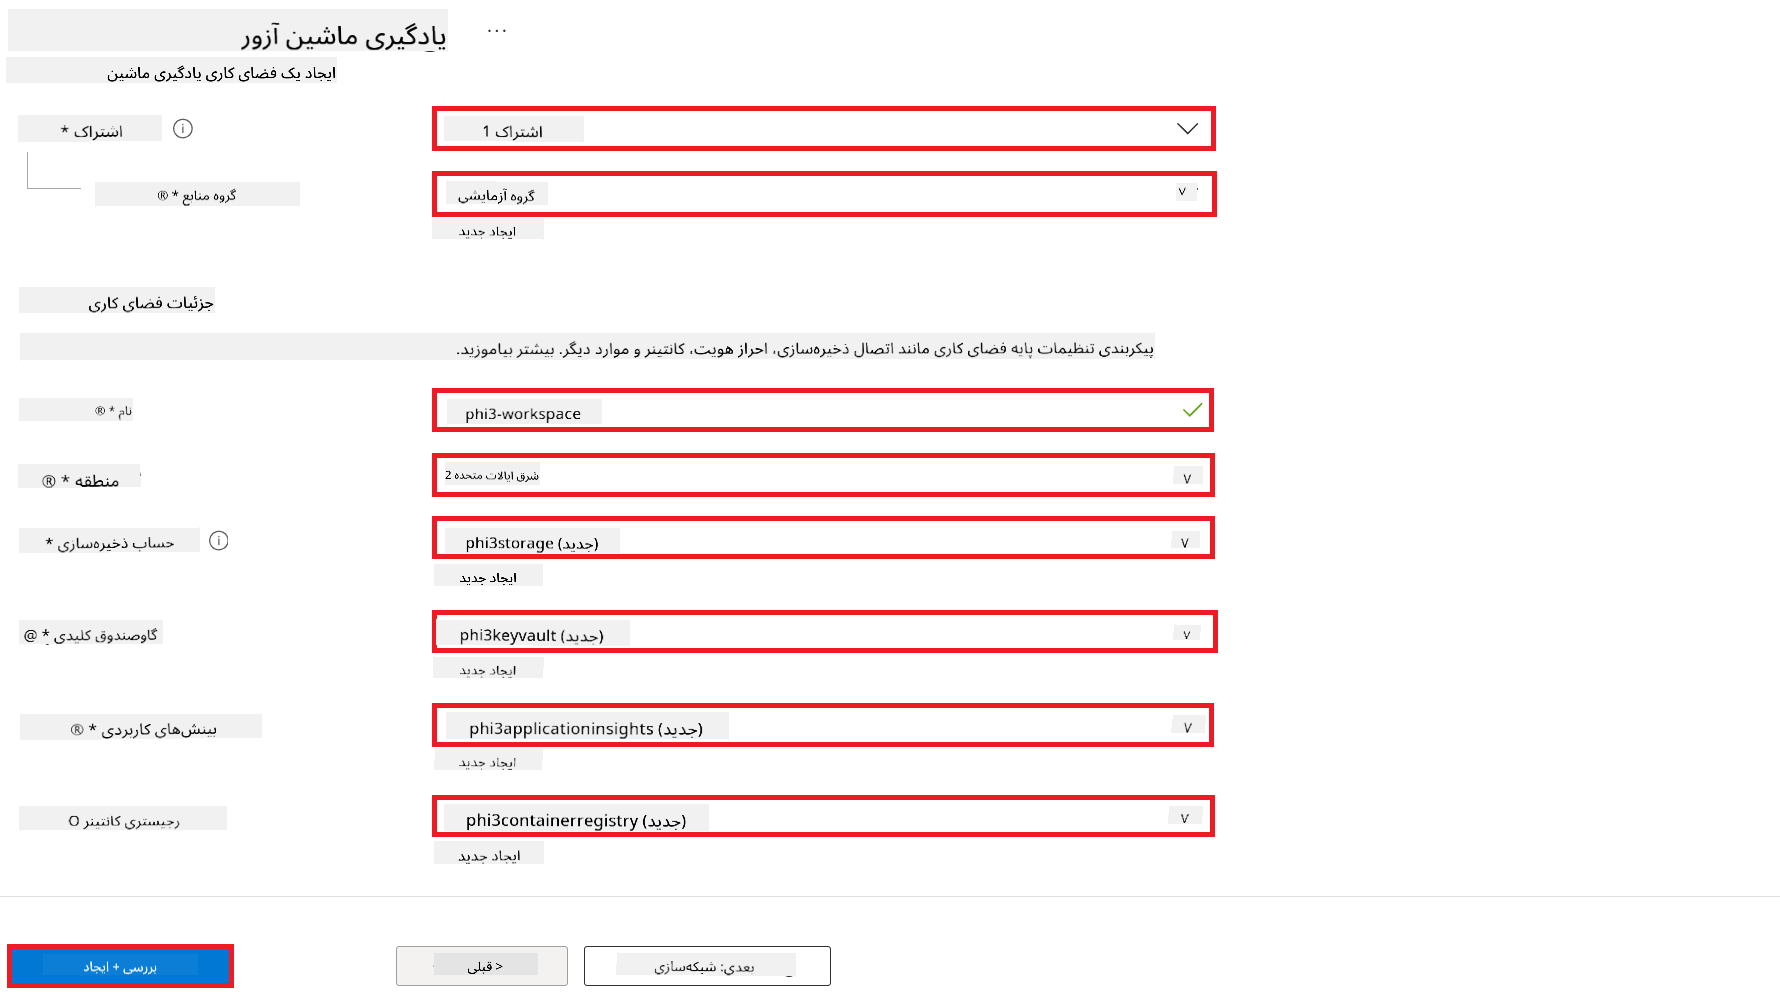 یادگیری ماشین آزور
...
ایجاد یک فضای کاری یادگیری ماشین
اشتراک *
اشتراک 1
گروه منابع * ®
گروه آزمایشی
ایجاد جدید
جزئیات فضای کاری
پیکربندی تنظیمات پایه فضای کاری مانند اتصال ذخیره‌سازی، احراز هویت، کانتینر و موارد دیگر. بیشتر بیاموزید.
نام * ®
phi3-workspace
منطقه * ®
شرق ایالات متحده 2
حساب ذخیره‌سازی *
phi3storage (جدید)
ایجاد جدید
گاوصندوق کلیدی * @
phi3keyvault (جدید)
ایجاد جدید
بینش‌های کاربردی * ®
phi3applicationinsights (جدید)
ایجاد جدید
رجیستری کانتینر O
phi3containerregistry (جدید)
ایجاد جدید
بررسی + ایجاد
< قبلی
بعدی: شبکه‌سازی